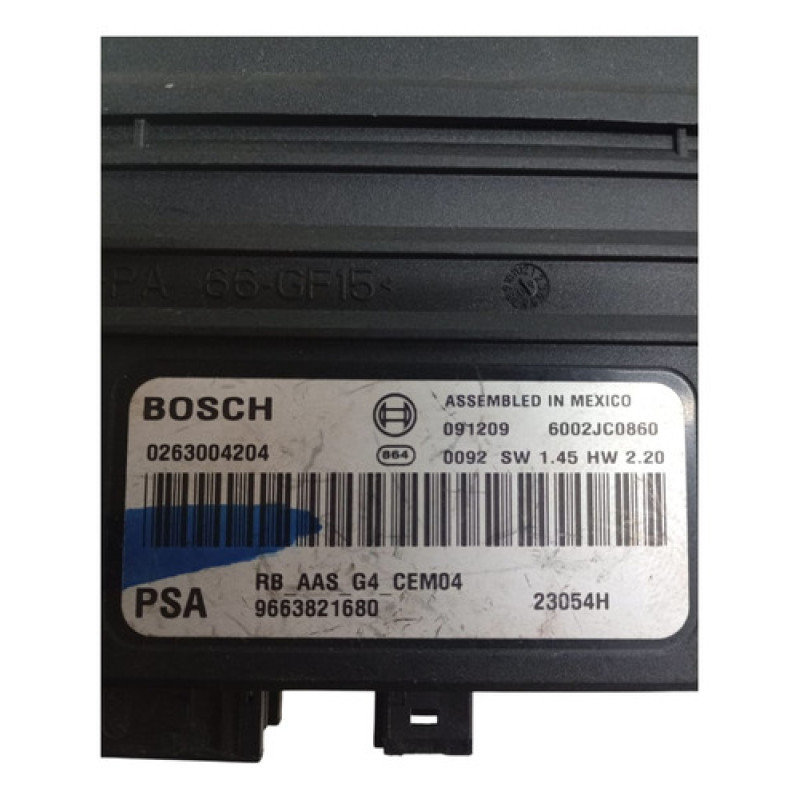 PA 66-GF15<
BOSCH
ASSEMBLED IN MEXICO
091209 6002JC0860
0263004204
864
0092 SW 1.45 HW 2.20
PSA
RB_AAS_G4_CEM04
9663821680
23054H